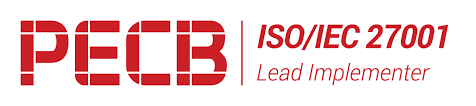 PECB
ISO/IEC 27001
Lead Implementer